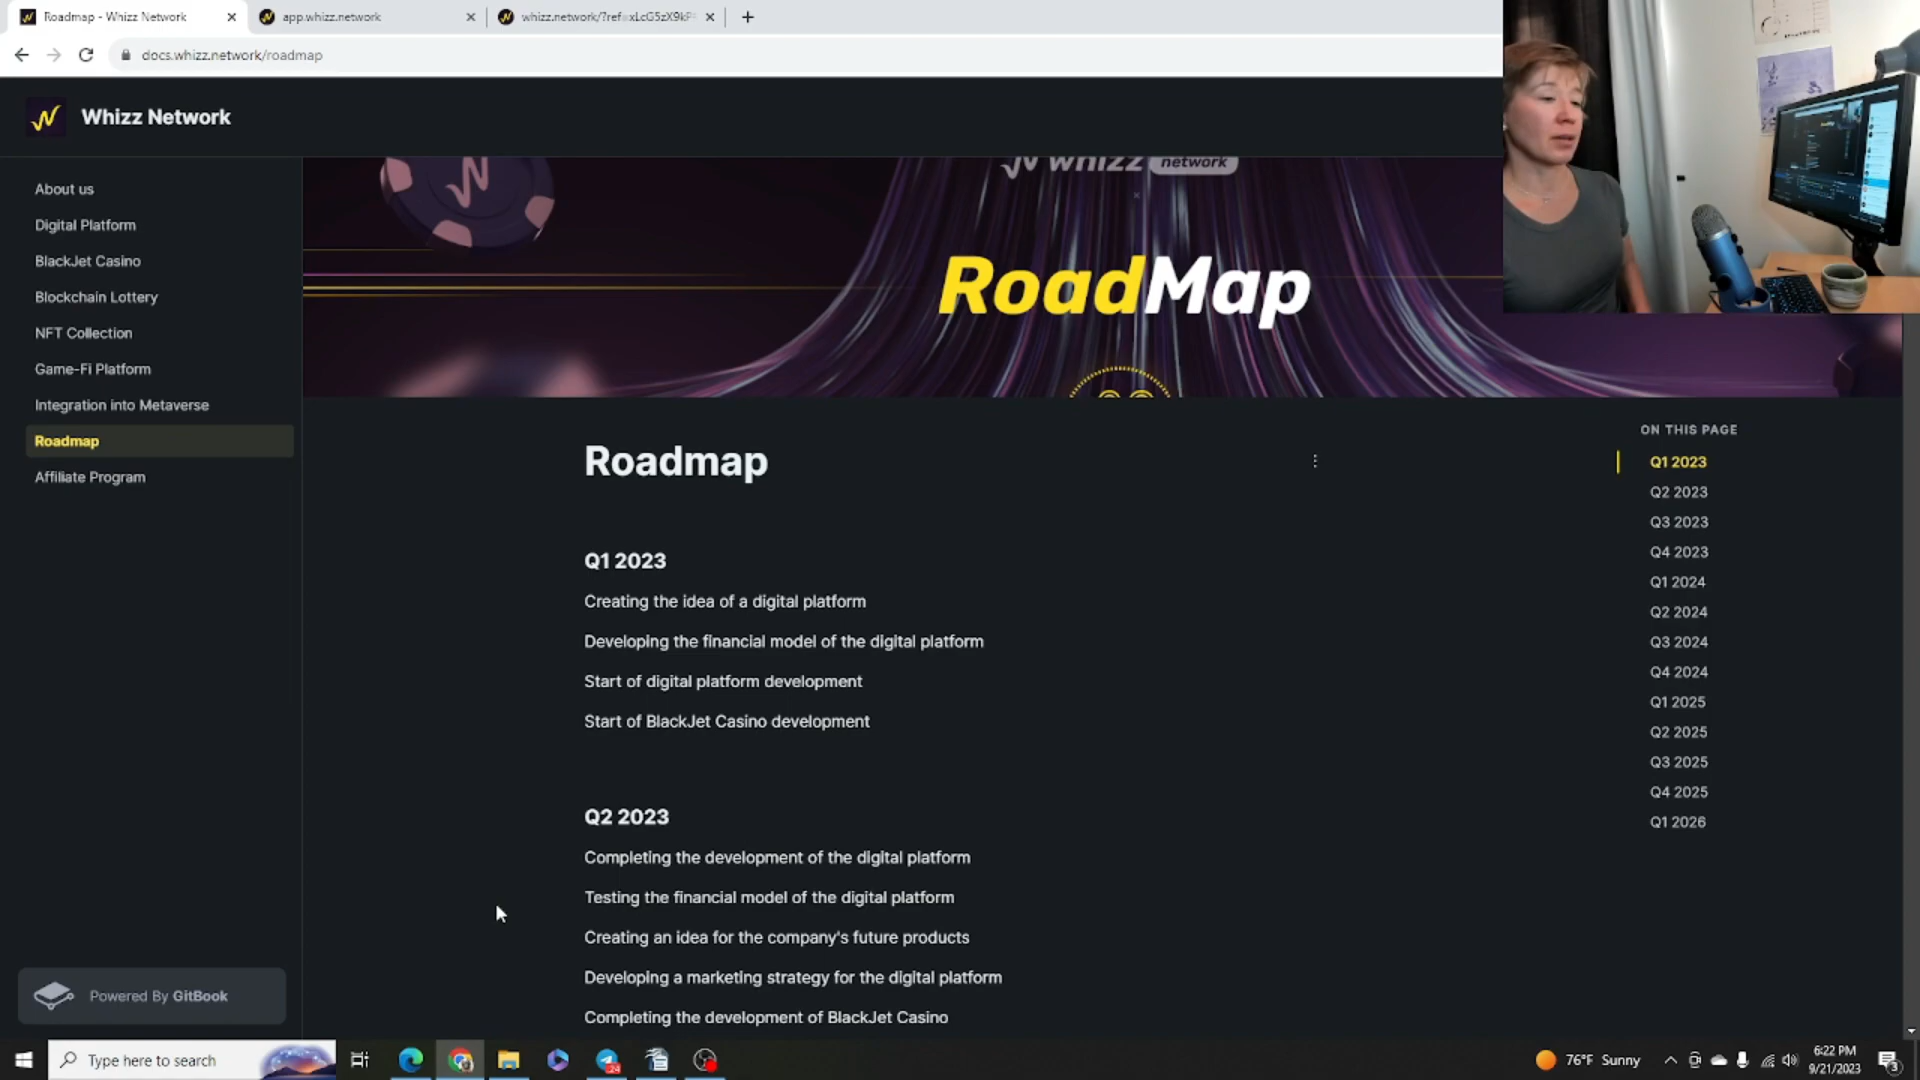 Roadmap - Whizz Network
app.whizz.network
docs.whizz.network/roadmap
Whizz Network
About us
Digital Platform
BlackJet Casino
Blockchain Lottery
NFT Collection
Game-Fi Platform
Integration into Metaverse
Roadmap
Affiliate Program
Powered By GitBook
whizz network
RoadMap
Roadmap
Q1 2023
Creating the idea of a digital platform
Developing the financial model of the digital platform
Start of digital platform development
Start of BlackJet Casino development
Q2 2023
Completing the development of the digital platform
Testing the financial model of the digital platform
Creating an idea for the company's future products
Developing a marketing strategy for the digital platform
Completing the development of BlackJet Casino
ON THIS PAGE
Q1 2023
Q2 2023
Q3 2023
Q4 2023
Q1 2024
Q2 2024
Q3 2024
Q4 2024
Q1 2025
Q2 2025
Q3 2025
Q4 2025
Q1 2026
Type here to search
24
76°F Sunny
6:22 PM
9/21/2023
3